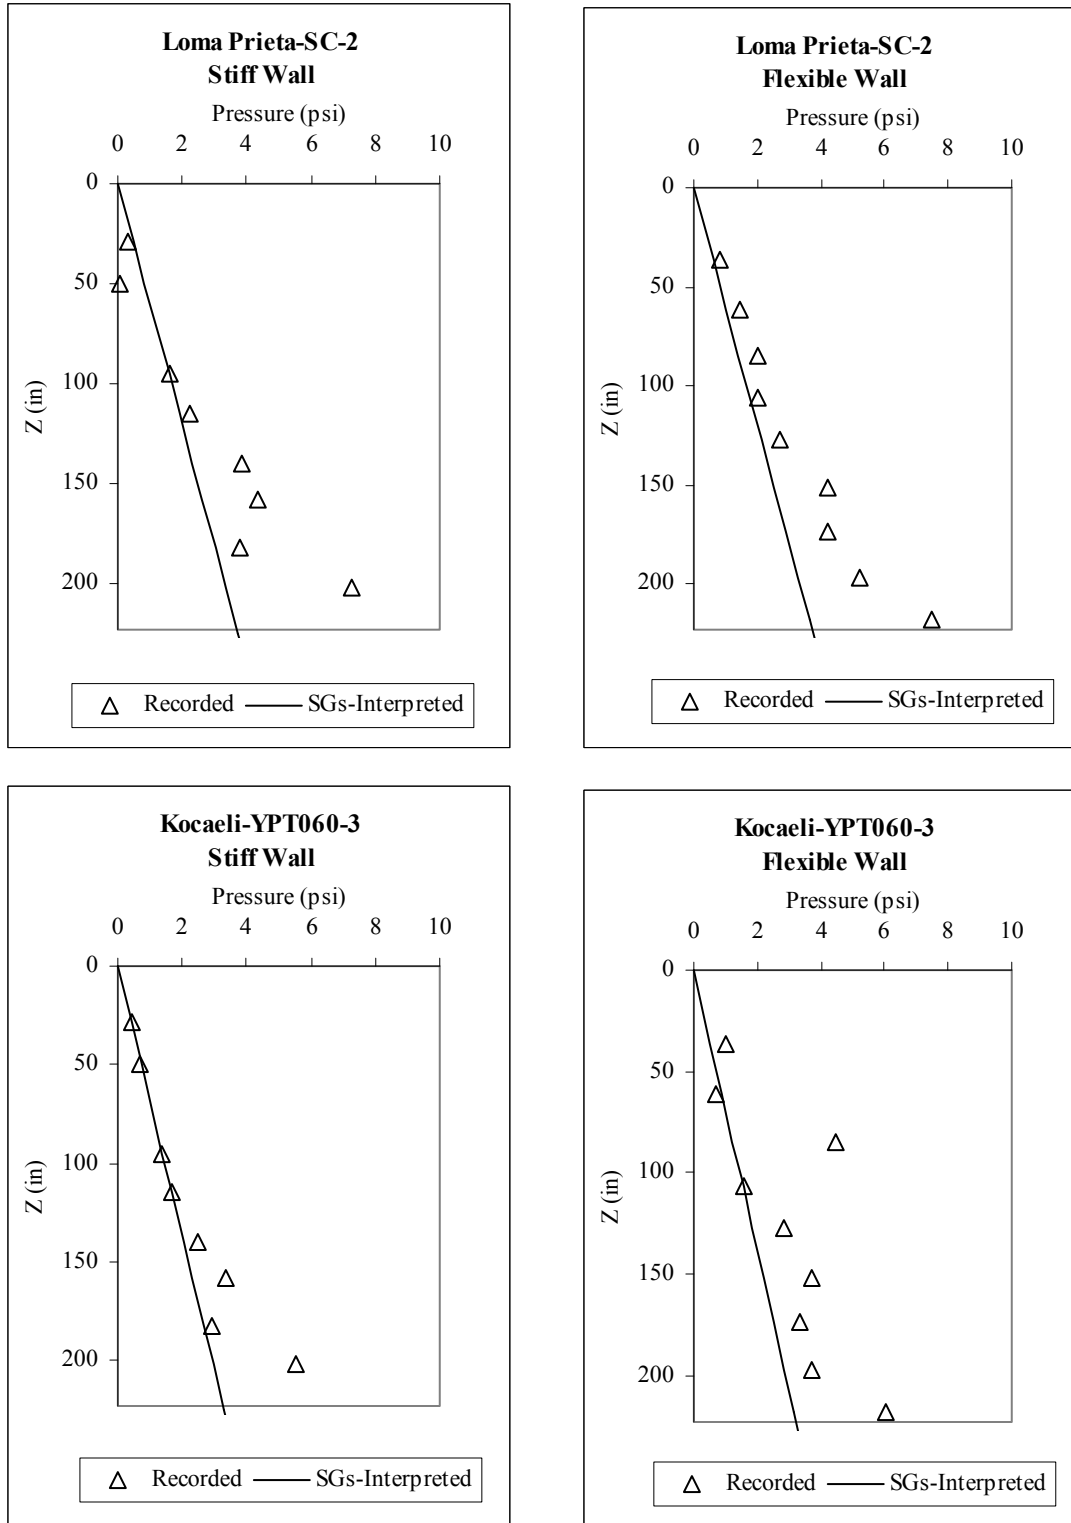 Loma Prieta-SC-2
Stiff Wall
Pressure (psi)
0 2 4 6 8 10
0
50
100
150
200
Z (in)
Recorded SGs-Interpreted
Loma Prieta-SC-2
Flexible Wall
Pressure (psi)
0 2 4 6 8 10
0
50
100
150
200
Z (in)
Recorded SGs-Interpreted
Kocaeli-YPT060-3
Stiff Wall
Pressure (psi)
0 2 4 6 8 10
0
50
100
150
200
Z (in)
Recorded SGs-Interpreted
Kocaeli-YPT060-3
Flexible Wall
Pressure (psi)
0 2 4 6 8 10
0
50
100
150
200
Z (in)
Recorded SGs-Interpreted